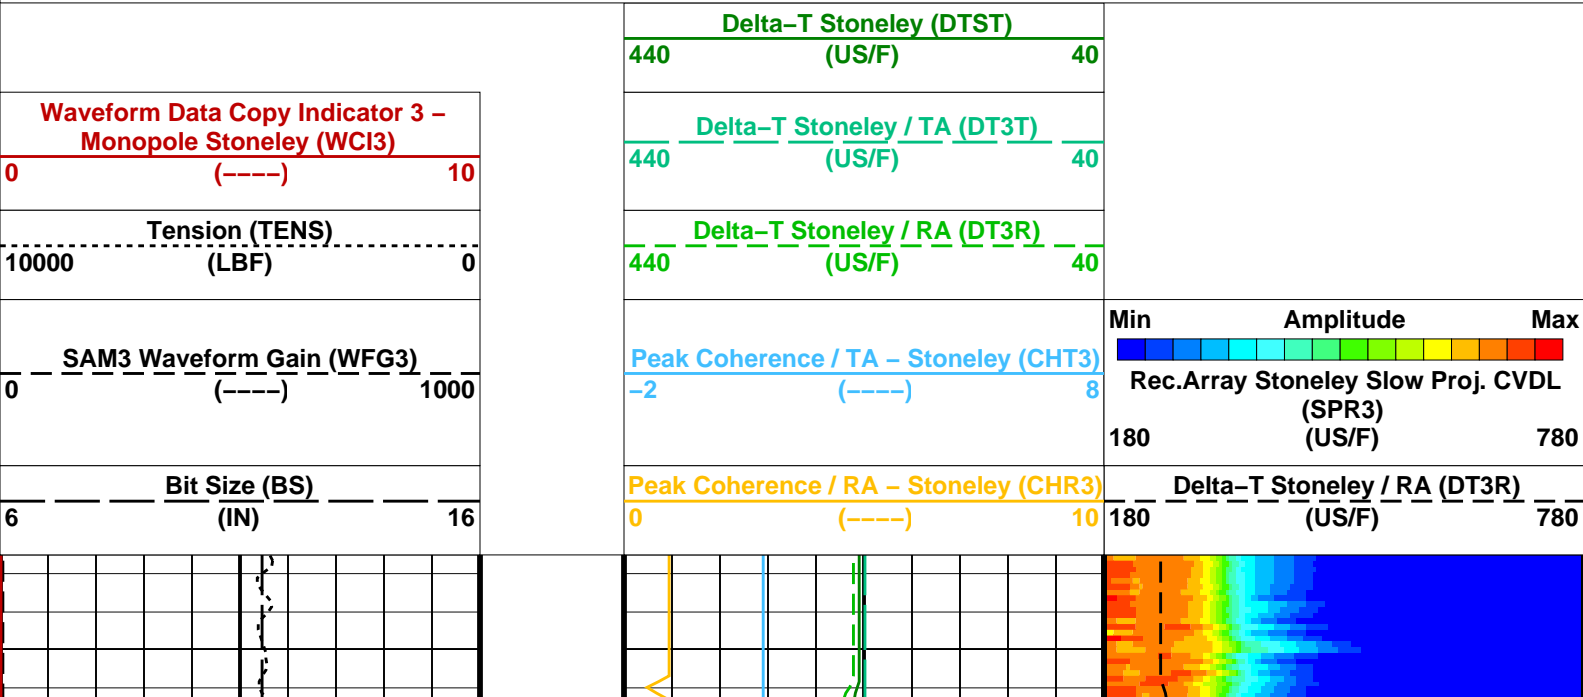 Delta–T Stoneley (DTST)
440 (US/F) 40
Waveform Data Copy Indicator 3 –
Monopole Stoneley (WCI3)
0 (––––) 10
Delta–T Stoneley / TA (DT3T)
440 (US/F) 40
Tension (TENS)
10000 (LBF) 0
Delta–T Stoneley / RA (DT3R)
440 (US/F) 40
SAM3 Waveform Gain (WFG3)
0 (––––) 1000
Peak Coherence / TA – Stoneley (CHT3)
–2 (––––) 8
Min Amplitude Max
Rec.Array Stoneley Slow Proj. CVDL
(SPR3)
180 (US/F) 780
Bit Size (BS)
6 (IN) 16
Peak Coherence / RA – Stoneley (CHR3)
0 (––––) 10
Delta–T Stoneley / RA (DT3R)
180 (US/F) 780